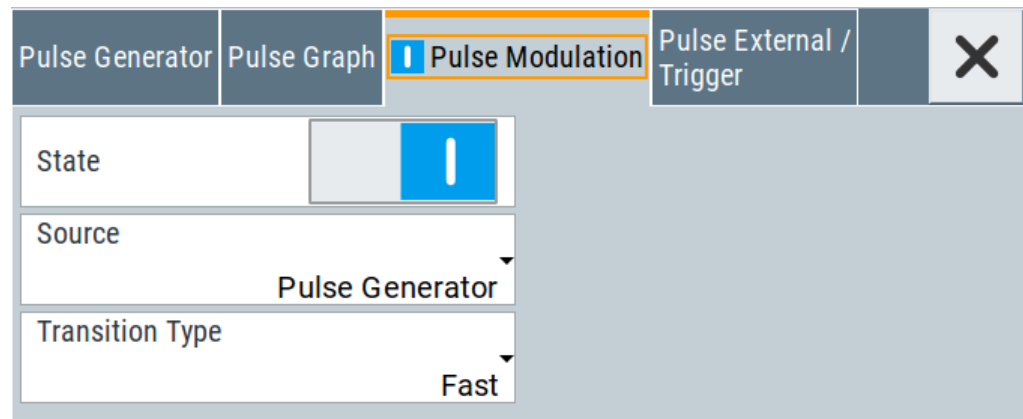 Pulse Generator
Pulse Graph
Pulse Modulation
Pulse External /
Trigger
State
Source
Pulse Generator
Transition Type
Fast